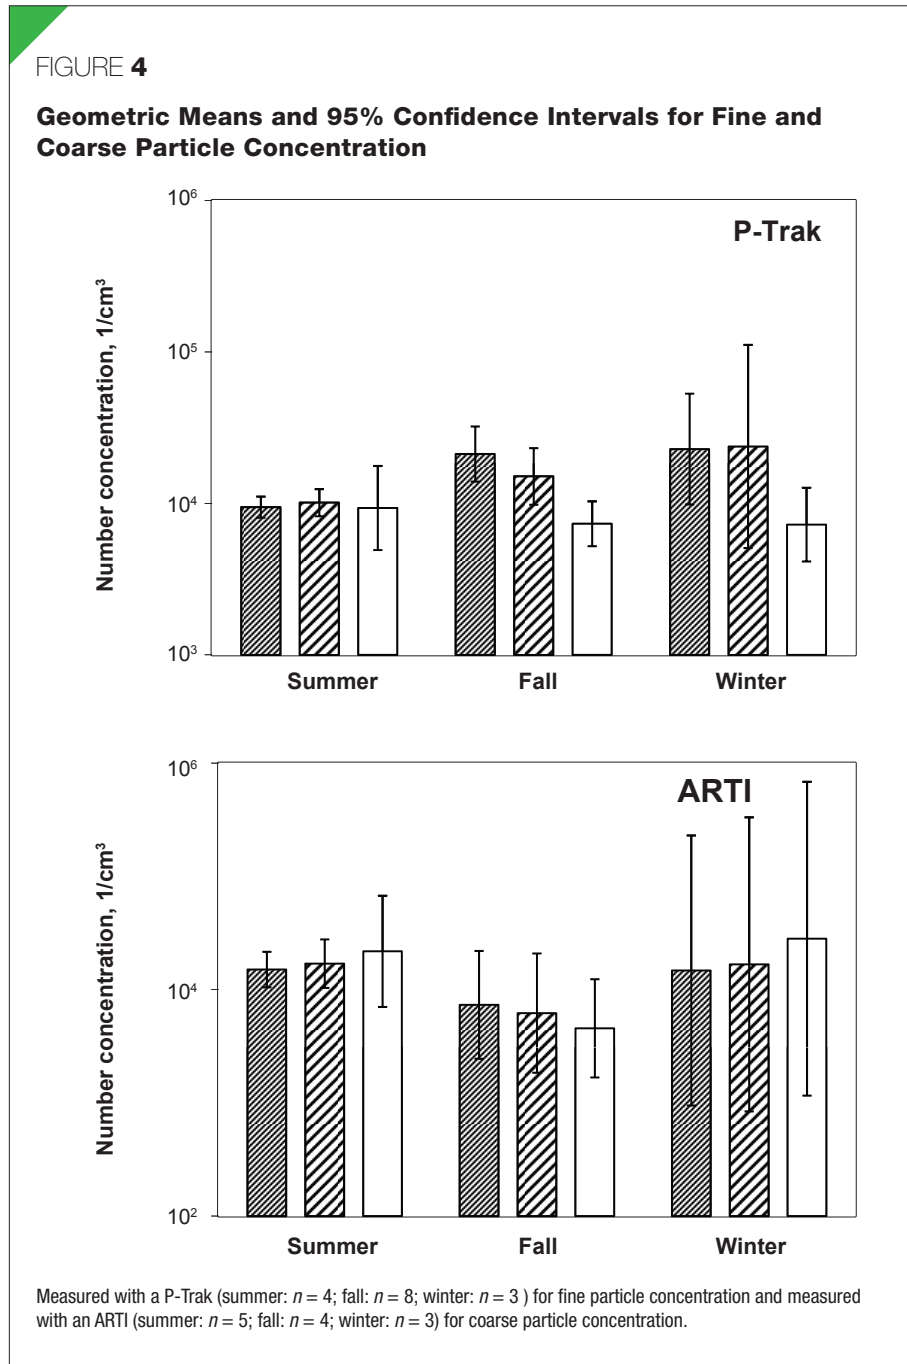 FIGURE 4
Geometric Means and 95% Confidence Intervals for Fine and
Coarse Particle Concentration
P-Trak
Number concentration, 1/cm³
10⁶
10⁵
10⁴
10³
Summer Fall Winter
ARTI
Number concentration, 1/cm³
10⁶
10⁴
10²
Summer Fall Winter
Measured with a P-Trak (summer: n = 4; fall: n = 8; winter: n = 3 ) for fine particle concentration and measured
with an ARTI (summer: n = 5; fall: n = 4; winter: n = 3) for coarse particle concentration.